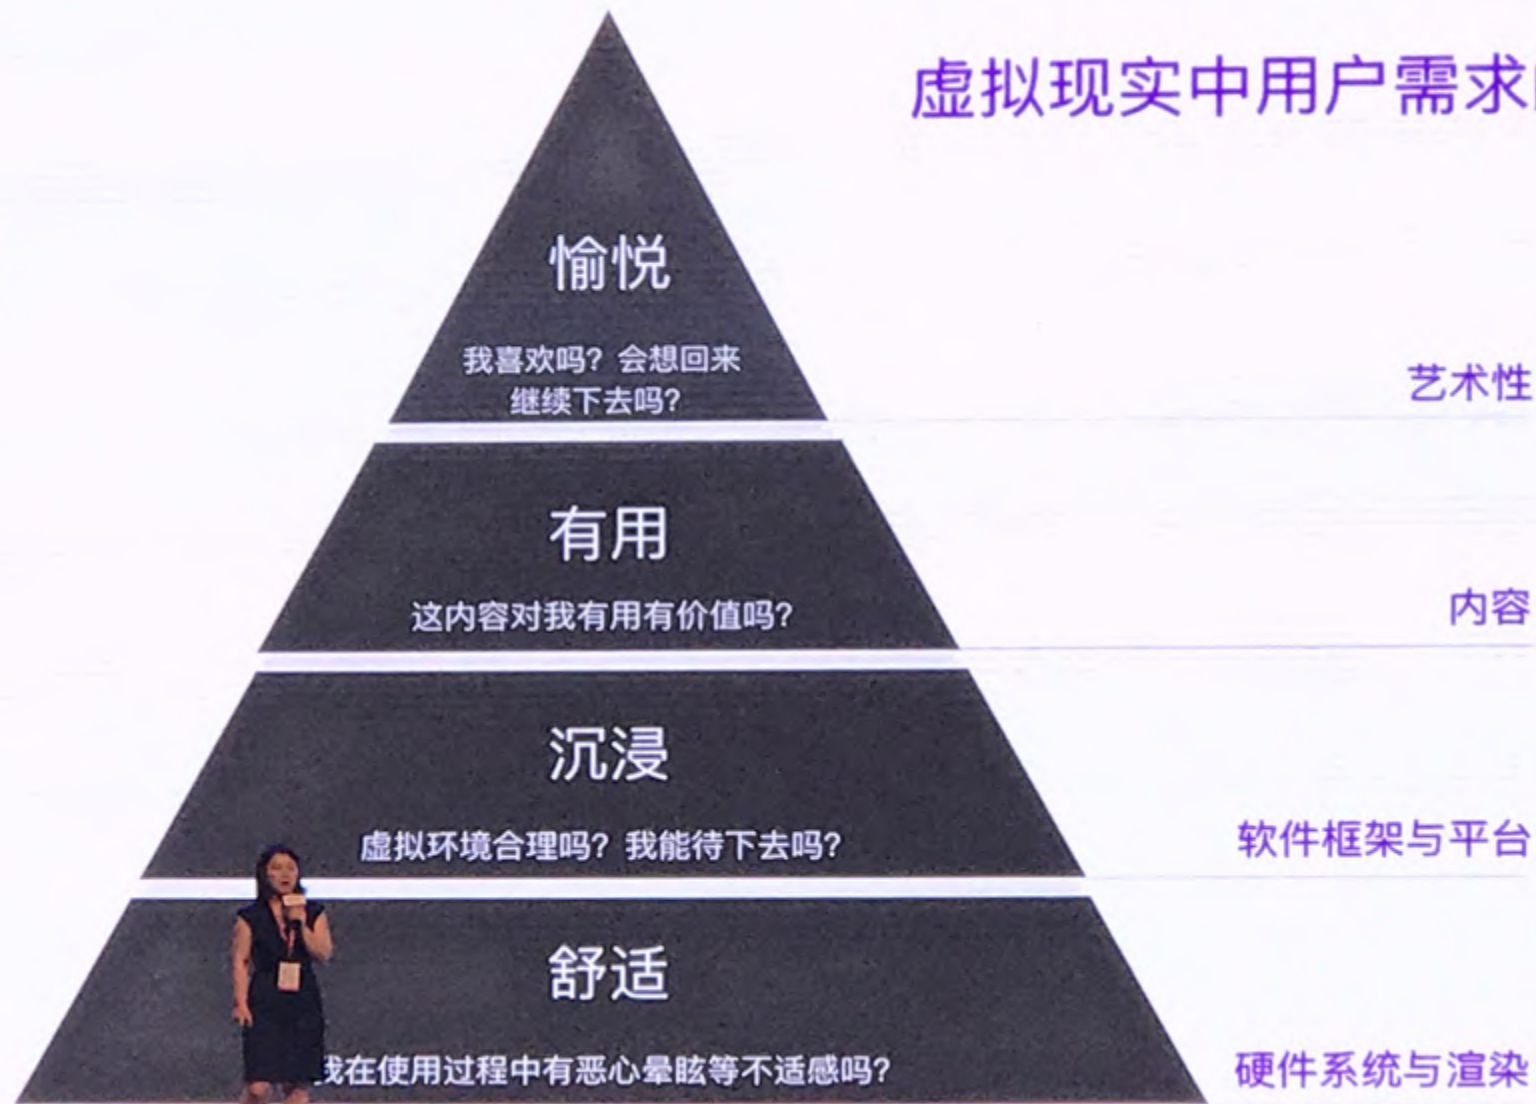 虚拟现实中用户需求
愉悦
我喜欢吗？会想回来
继续下去吗？
艺术性
有用
这内容对我有用有价值吗？
内容
沉浸
虚拟环境合理吗？我能待下去吗？
软件框架与平台
舒适
我在使用过程中有恶心晕眩等不适感吗？
硬件系统与渲染